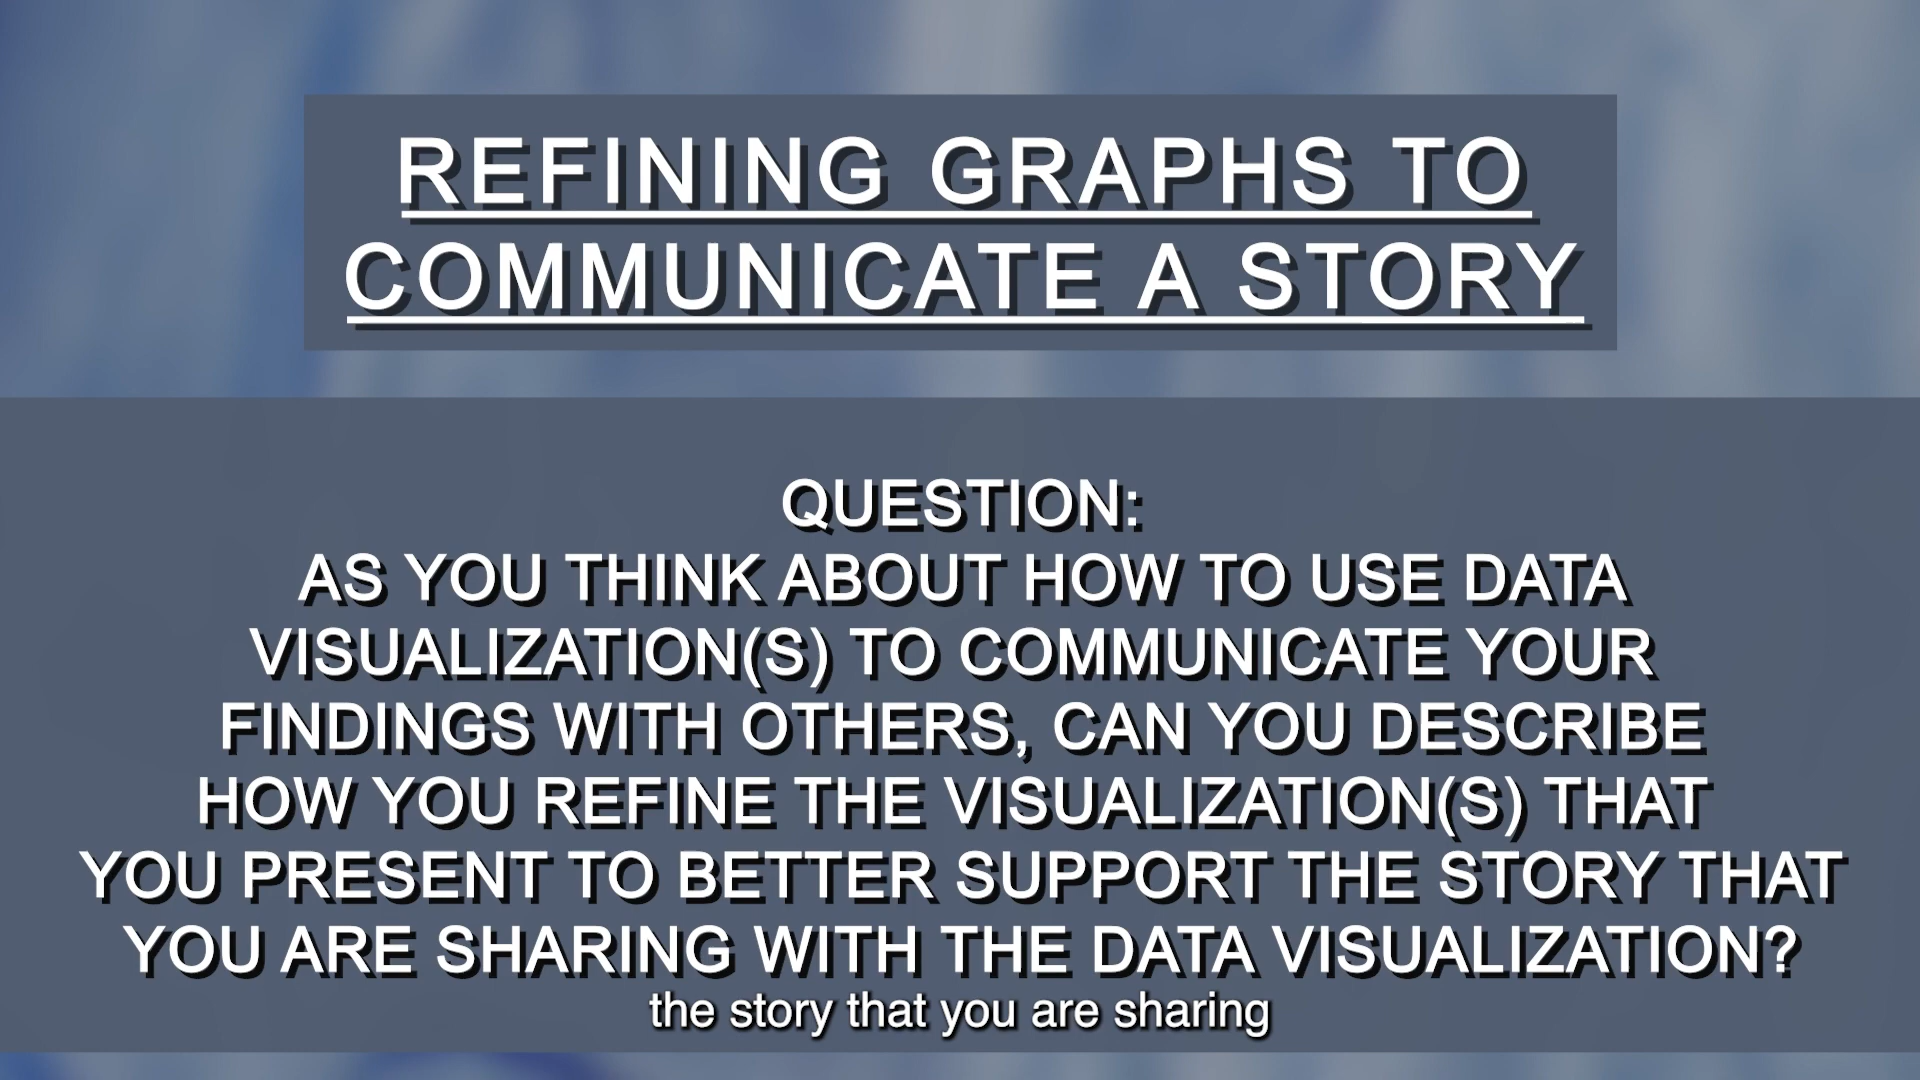 REFINING GRAPHS TO
COMMUNICATE A STORY
QUESTION:
AS YOU THINK ABOUT HOW TO USE DATA
VISUALIZATION(S) TO COMMUNICATE YOUR
FINDINGS WITH OTHERS, CAN YOU DESCRIBE
HOW YOU REFINE THE VISUALIZATION(S) THAT
YOU PRESENT TO BETTER SUPPORT THE STORY THAT
YOU ARE SHARING WITH THE DATA VISUALIZATION?
the story that you are sharing